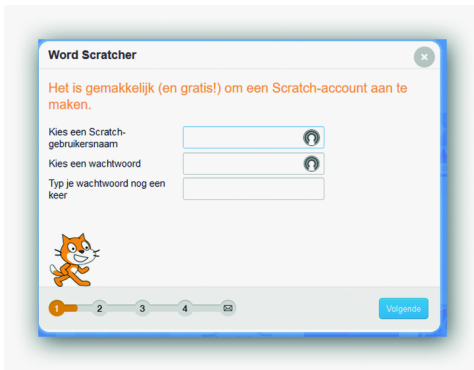 Word Scratcher
Het is gemakkelijk (en gratis!) om een Scratch-account aan te
maken.
Kies een Scratch-
gebruikersnaam
Kies een wachtwoord
Typ je wachtwoord nog een
keer
1 2 3 4
Volgende